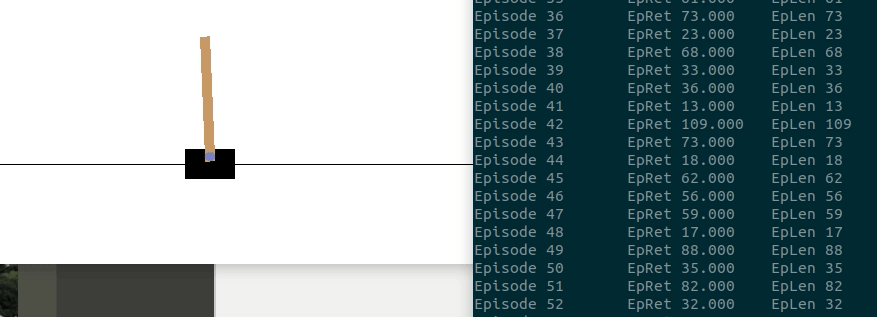 Episode 36 EpRet 73.000 EpLen 73
Episode 37 EpRet 23.000 EpLen 23
Episode 38 EpRet 68.000 EpLen 68
Episode 39 EpRet 33.000 EpLen 33
Episode 40 EpRet 36.000 EpLen 36
Episode 41 EpRet 13.000 EpLen 13
Episode 42 EpRet 109.000 EpLen 109
Episode 43 EpRet 73.000 EpLen 73
Episode 44 EpRet 18.000 EpLen 18
Episode 45 EpRet 62.000 EpLen 62
Episode 46 EpRet 56.000 EpLen 56
Episode 47 EpRet 59.000 EpLen 59
Episode 48 EpRet 17.000 EpLen 17
Episode 49 EpRet 88.000 EpLen 88
Episode 50 EpRet 35.000 EpLen 35
Episode 51 EpRet 82.000 EpLen 82
Episode 52 EpRet 32.000 EpLen 32